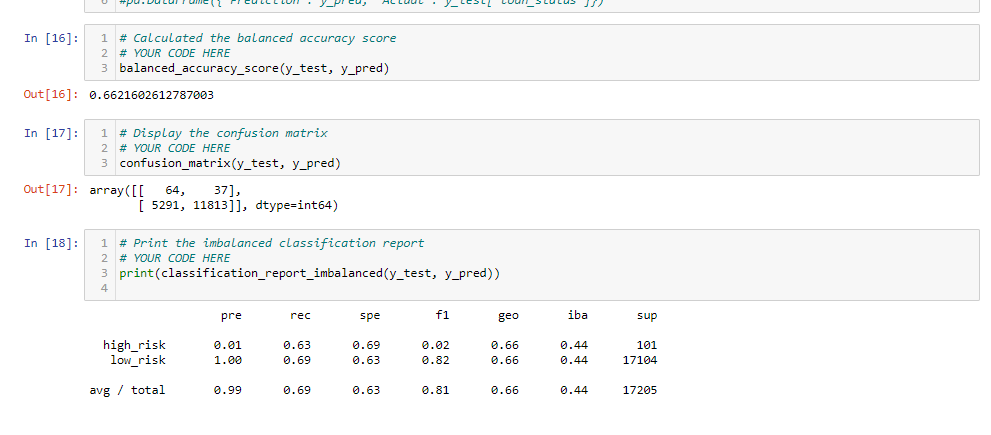 6 #pd.DataFrame({"Prediction": y_pred, "Actual": y_test["loan_status"]})
In [16]:
1 # Calculated the balanced accuracy score
2 # YOUR CODE HERE
3 balanced_accuracy_score(y_test, y_pred)
Out[16]: 0.6621602612787003
In [17]:
1 # Display the confusion matrix
2 # YOUR CODE HERE
3 confusion_matrix(y_test, y_pred)
Out[17]: array([[ 64, 37],
[ 5291, 11813]], dtype=int64)
In [18]:
1 # Print the imbalanced classification report
2 # YOUR CODE HERE
3 print(classification_report_imbalanced(y_test, y_pred))
4
pre rec spe f1 geo iba sup
high_risk 0.01 0.63 0.69 0.02 0.66 0.44 101
low_risk 1.00 0.69 0.63 0.82 0.66 0.44 17104
avg / total 0.99 0.69 0.63 0.81 0.66 0.44 17205